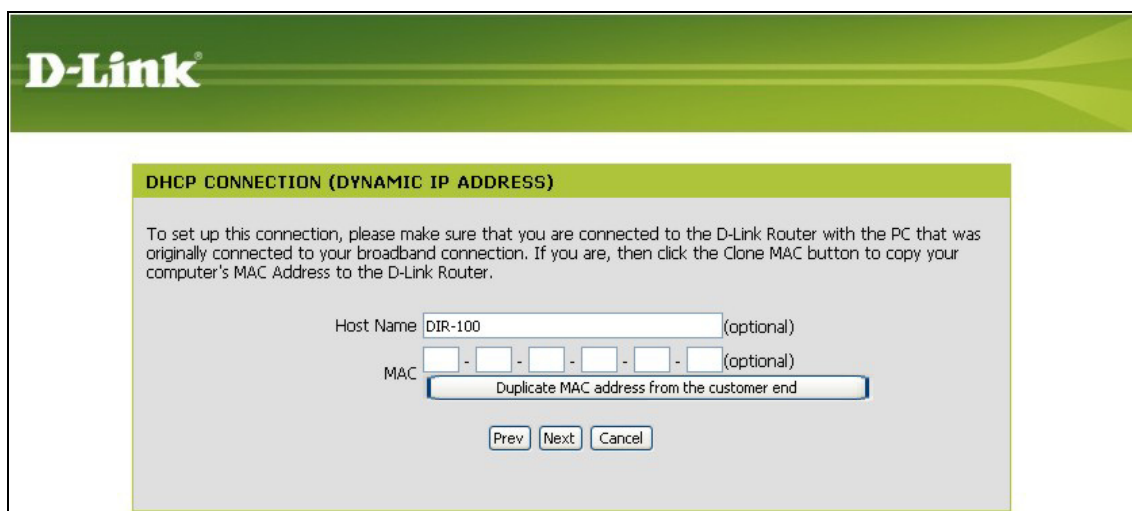 D-Link®
DHCP CONNECTION (DYNAMIC IP ADDRESS)
To set up this connection, please make sure that you are connected to the D-Link Router with the PC that was
originally connected to your broadband connection. If you are, then click the Clone MAC button to copy your
computer's MAC Address to the D-Link Router.
Host Name DIR-100 (optional)
MAC - - - - - (optional)
Duplicate MAC address from the customer end
Prev Next Cancel